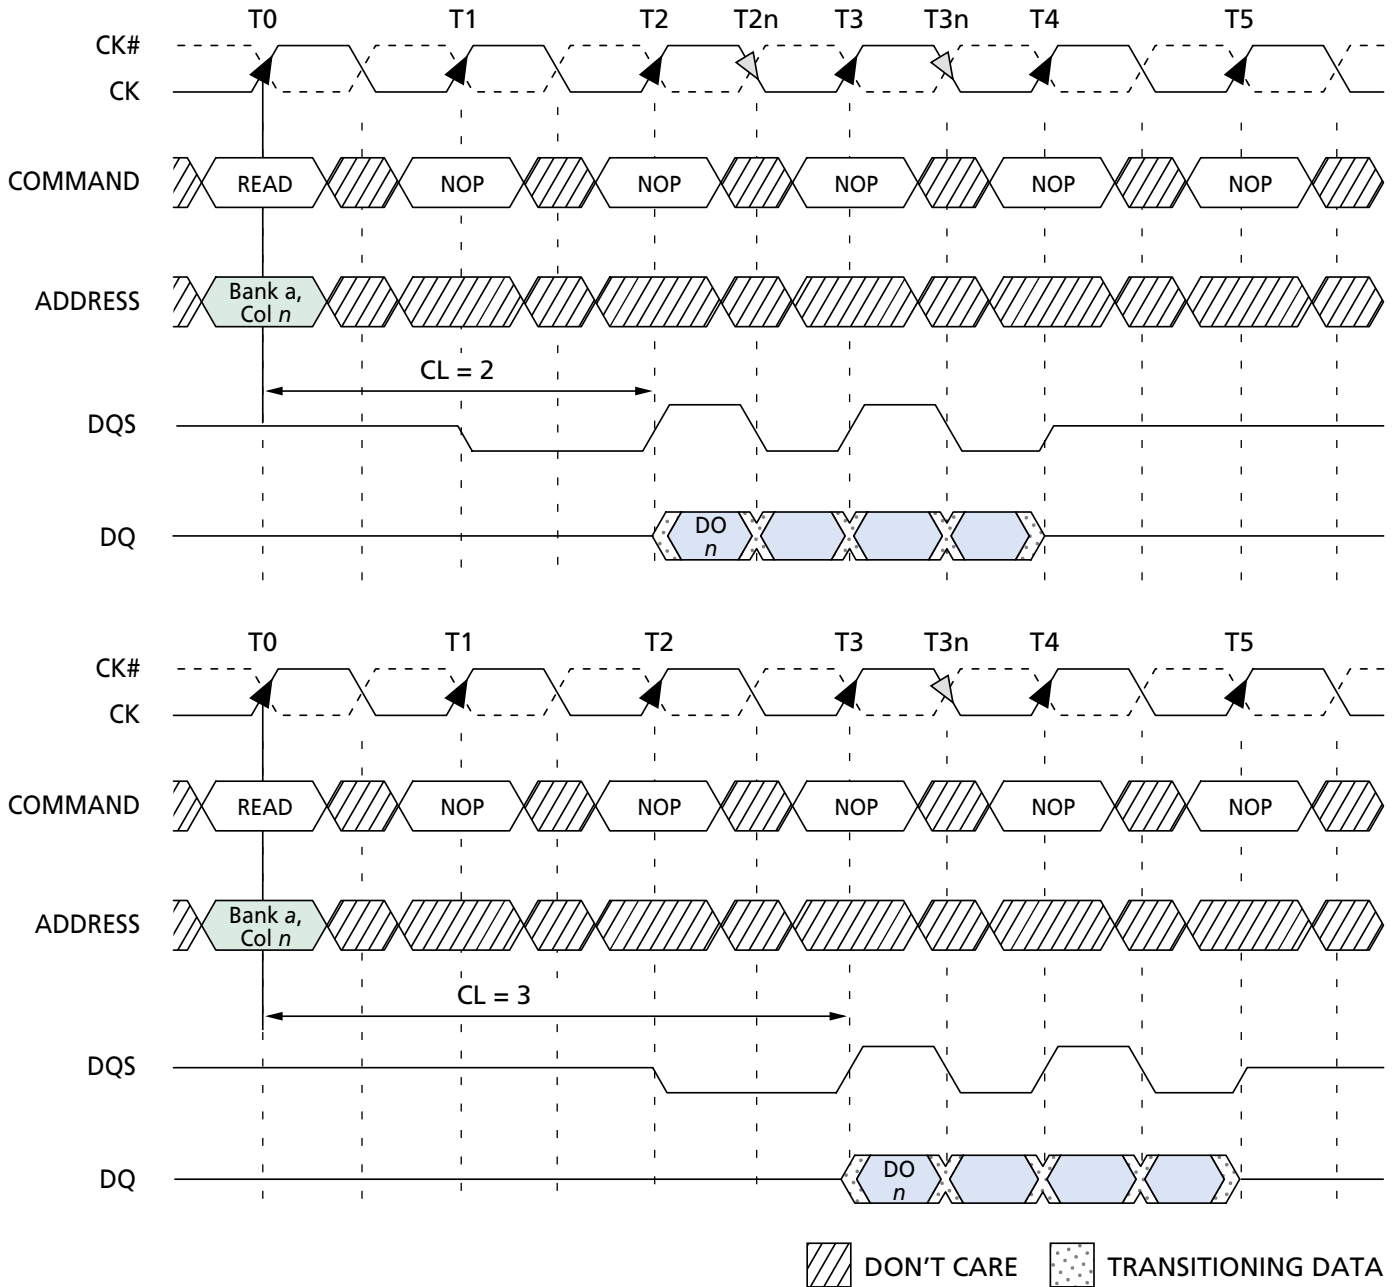 T0 T1 T2 T2n T3 T3n T4 T5
CK#
CK
COMMAND READ NOP NOP NOP NOP NOP
ADDRESS Bank a,
Col n
CL = 2
DQS
DQ DO
n
T0 T1 T2 T3 T3n T4 T5
CK#
CK
COMMAND READ NOP NOP NOP NOP NOP
ADDRESS Bank a,
Col n
CL = 3
DQS
DQ DO
n
DON'T CARE TRANSITIONING DATA